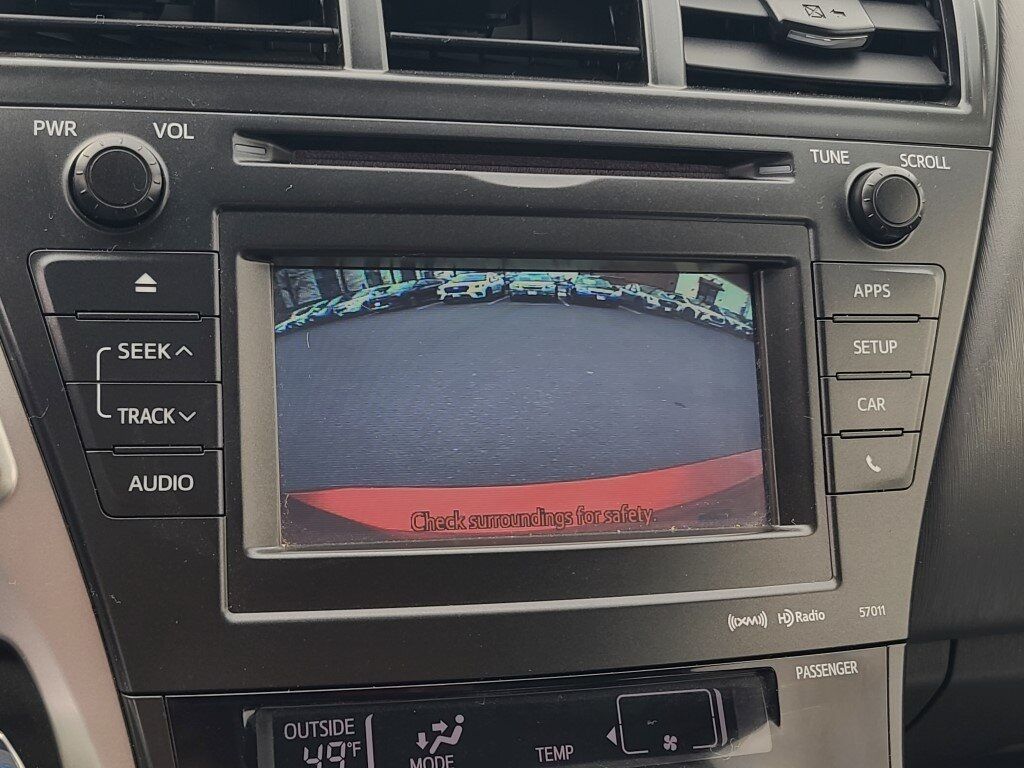 PWR
VOL
TUNE
SCROLL
SEEK
TRACK
AUDIO
APPS
SETUP
CAR
Check surroundings for safety.
((XM))
HD Radio
57011
PASSENGER
OUTSIDE
49°F
MODE
TEMP